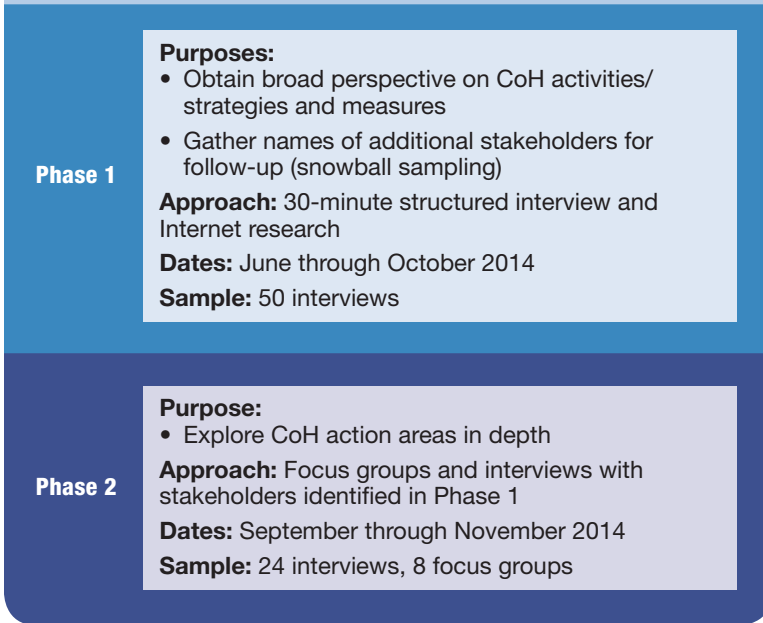 Phase 1
Purposes:
• Obtain broad perspective on CoH activities/
strategies and measures
• Gather names of additional stakeholders for
follow-up (snowball sampling)
Approach: 30-minute structured interview and
Internet research
Dates: June through October 2014
Sample: 50 interviews
Phase 2
Purpose:
• Explore CoH action areas in depth
Approach: Focus groups and interviews with
stakeholders identified in Phase 1
Dates: September through November 2014
Sample: 24 interviews, 8 focus groups